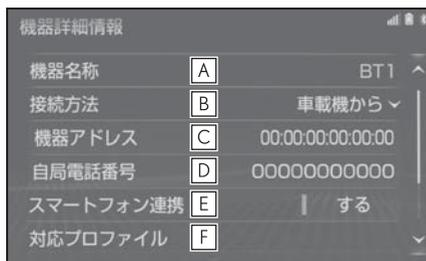 機器詳細情報
機器名称 A BT1
接続方法 B 車載機から
機器アドレス C 00:00:00:00:00:00
自局電話番号 D 00000000000
スマートフォン連携 E する
対応プロファイル F